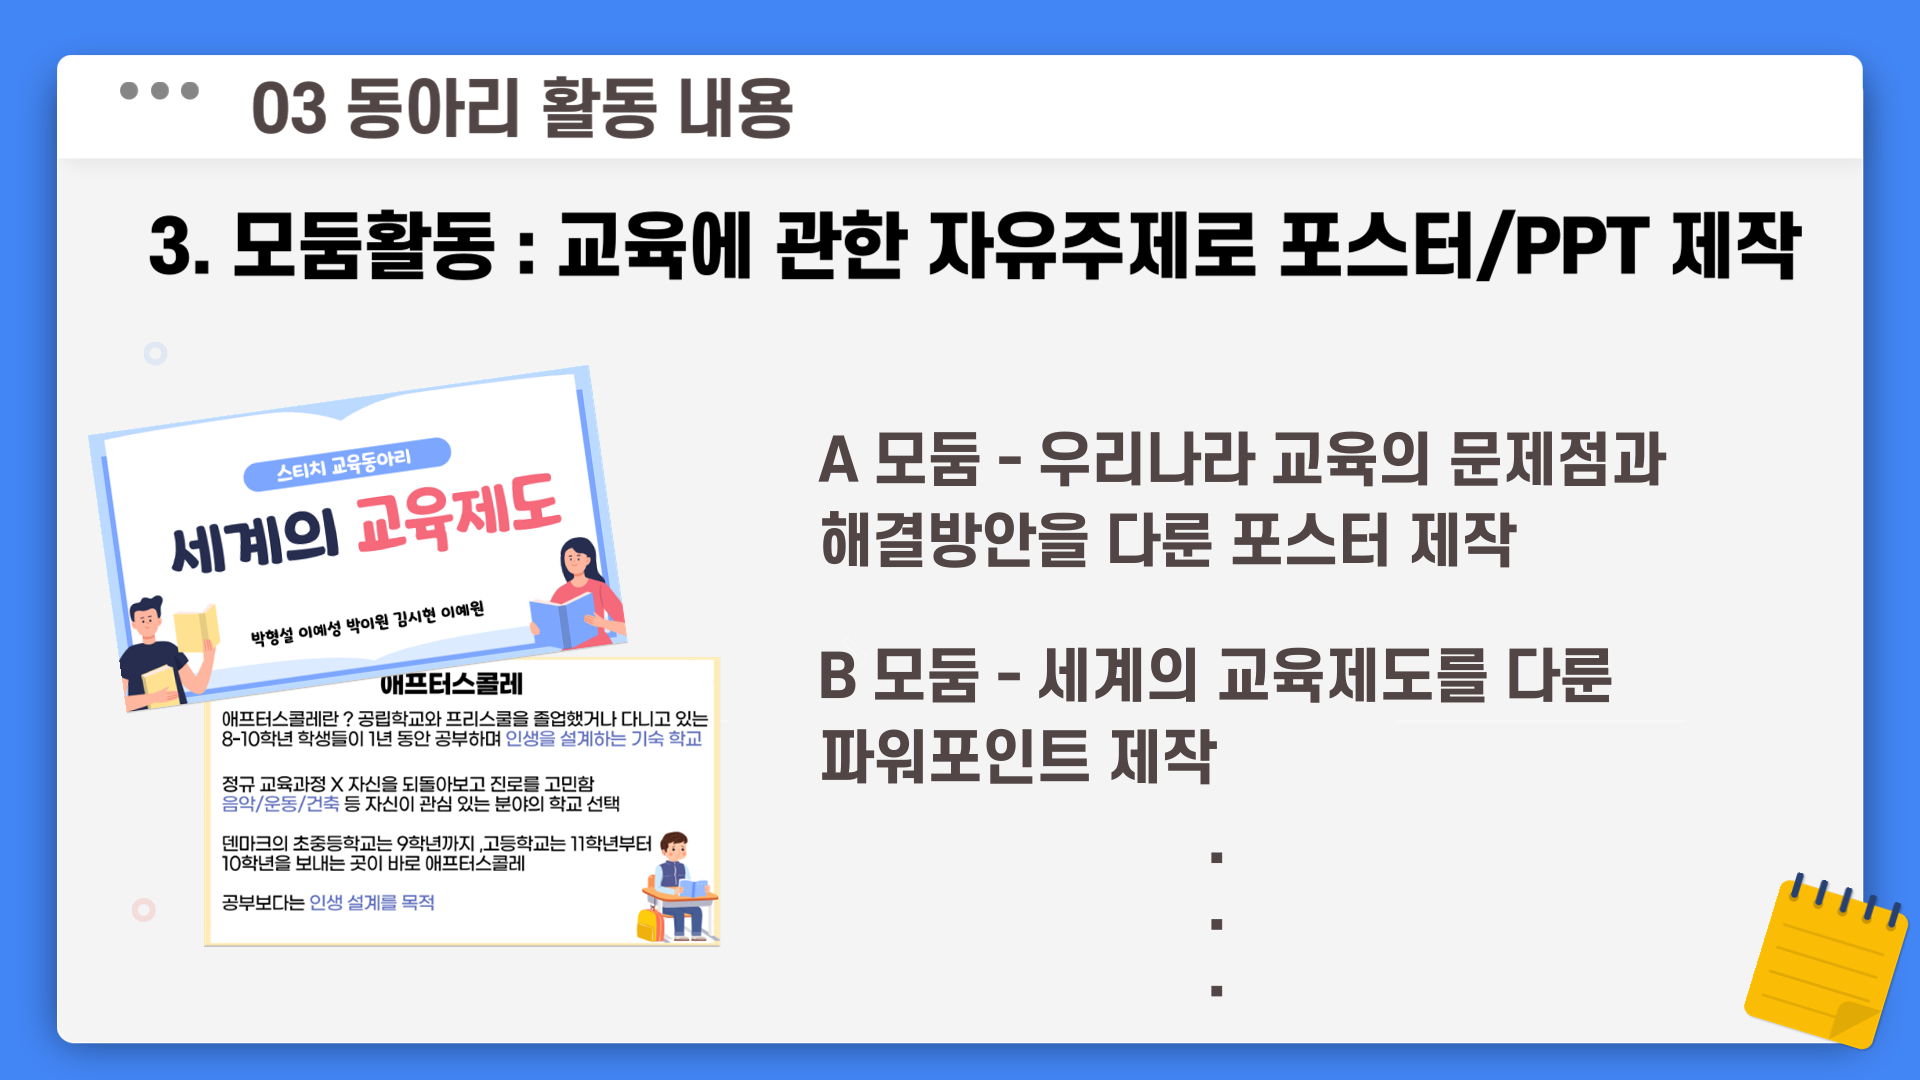 03 동아리 활동 내용
3. 모둠활동 : 교육에 관한 자유주제로 포스터/PPT 제작
스티치 교육동아리
세계의 교육제도
박형설 이예성 박이원 김시현 이예원
애프터스콜레
애프터스콜레란 ? 공립학교와 프리스쿨을 졸업했거나 다니고 있는
8-10학년 학생들이 1년 동안 공부하며 인생을 설계하는 기숙 학교
정규 교육과정 X 자신을 되돌아보고 진로를 고민함
음악/운동/건축 등 자신이 관심 있는 분야의 학교 선택
덴마크의 초중등학교는 9학년까지 ,고등학교는 11학년부터
10학년을 보내는 곳이 바로 애프터스콜레
공부보다는 인생 설계를 목적
A 모둠 - 우리나라 교육의 문제점과
해결방안을 다룬 포스터 제작
B 모둠 - 세계의 교육제도를 다룬
파워포인트 제작
.
.
.